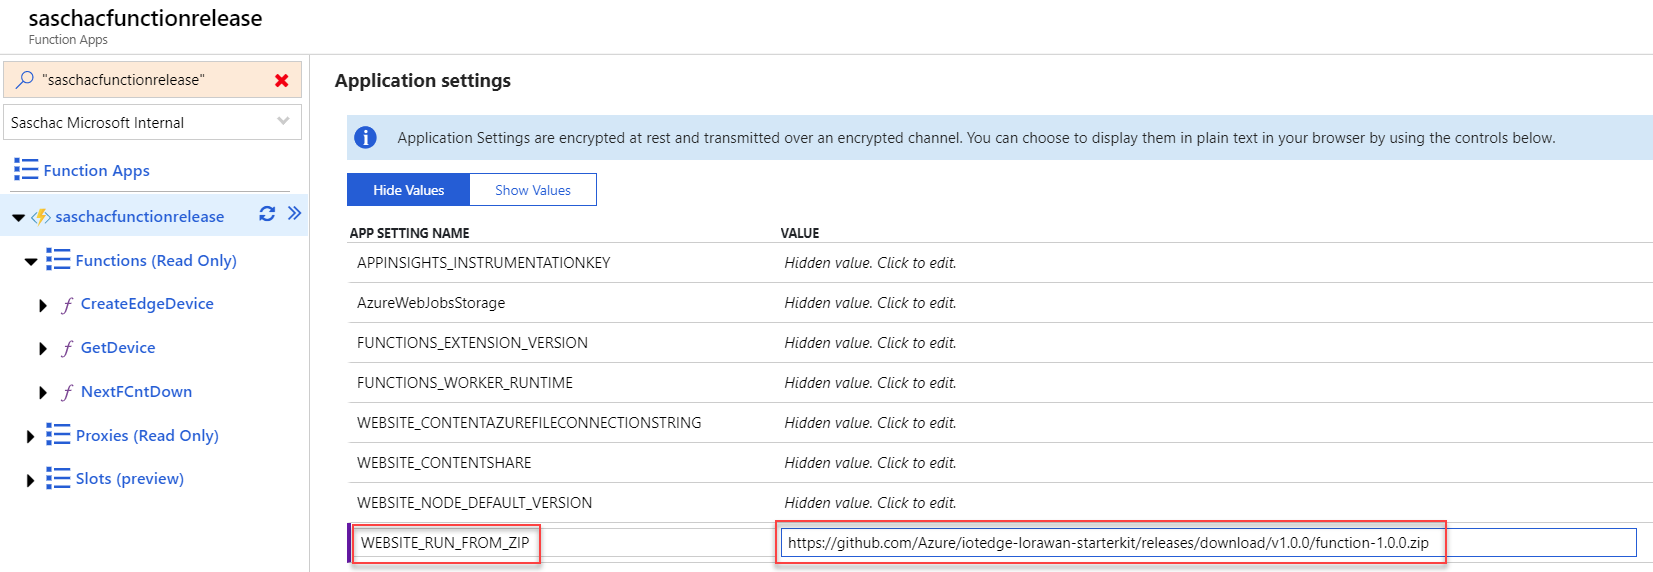 saschacfunctionrelease
Function Apps
"saschacfunctionrelease"
Saschac Microsoft Internal
Function Apps
saschacfunctionrelease
Functions (Read Only)
CreateEdgeDevice
GetDevice
NextFCntDown
Proxies (Read Only)
Slots (preview)
Application settings
Application Settings are encrypted at rest and transmitted over an encrypted channel. You can choose to display them in plain text in your browser by using the controls below.
Hide Values Show Values
APP SETTING NAME VALUE
APPINSIGHTS_INSTRUMENTATIONKEY Hidden value. Click to edit.
AzureWebJobsStorage Hidden value. Click to edit.
FUNCTIONS_EXTENSION_VERSION Hidden value. Click to edit.
FUNCTIONS_WORKER_RUNTIME Hidden value. Click to edit.
WEBSITE_CONTENTAZUREFILECONNECTIONSTRING Hidden value. Click to edit.
WEBSITE_CONTENTSHARE Hidden value. Click to edit.
WEBSITE_NODE_DEFAULT_VERSION Hidden value. Click to edit.
WEBSITE_RUN_FROM_ZIP https://github.com/Azure/iotedge-lorawan-starterkit/releases/download/v1.0.0/function-1.0.0.zip